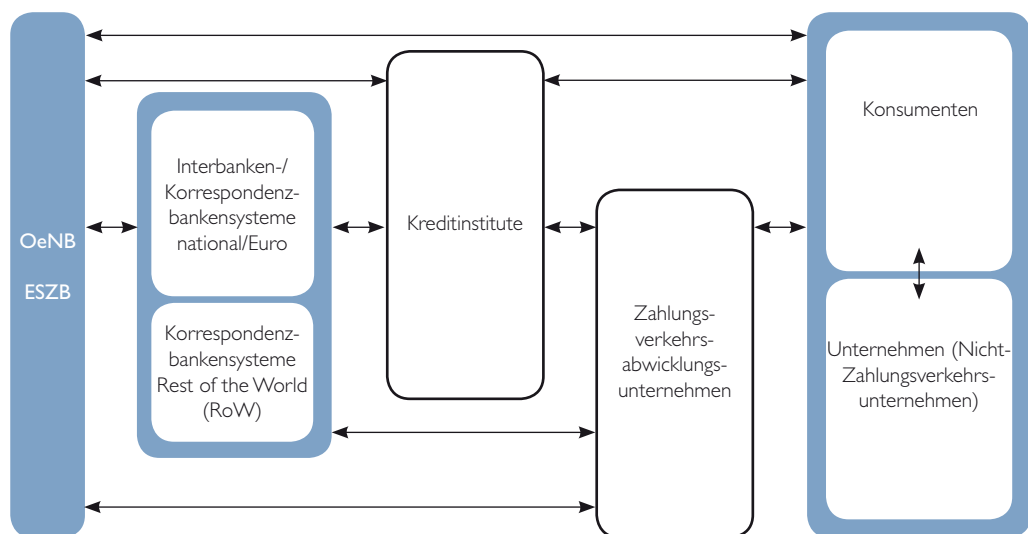 OeNB
ESZB
Interbanken-/
Korrespondenz-
bankensysteme
national/Euro
Korrespondenz-
bankensysteme
Rest of the World
(RoW)
Kreditinstitute
Zahlungs-
verkehrs-
abwicklungs-
unternehmen
Konsumenten
Unternehmen (Nicht-
Zahlungsverkehrs-
unternehmen)